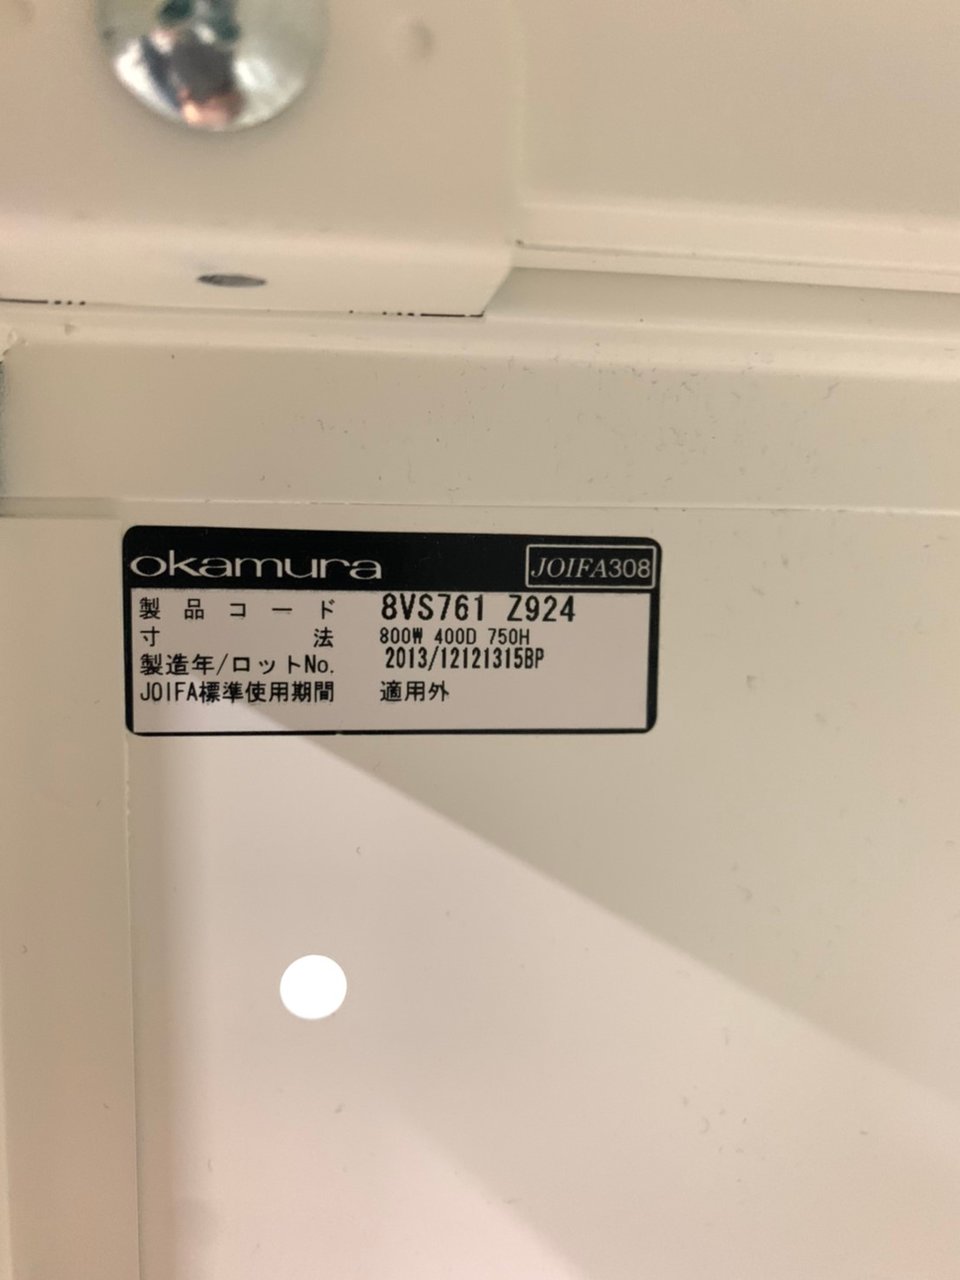 okamura JOIFA308
製品コード 8VS761 Z924
寸法 800W 400D 750H
製造年/ロットNo. 2013/12121315BP
JOIFA標準使用期間 適用外